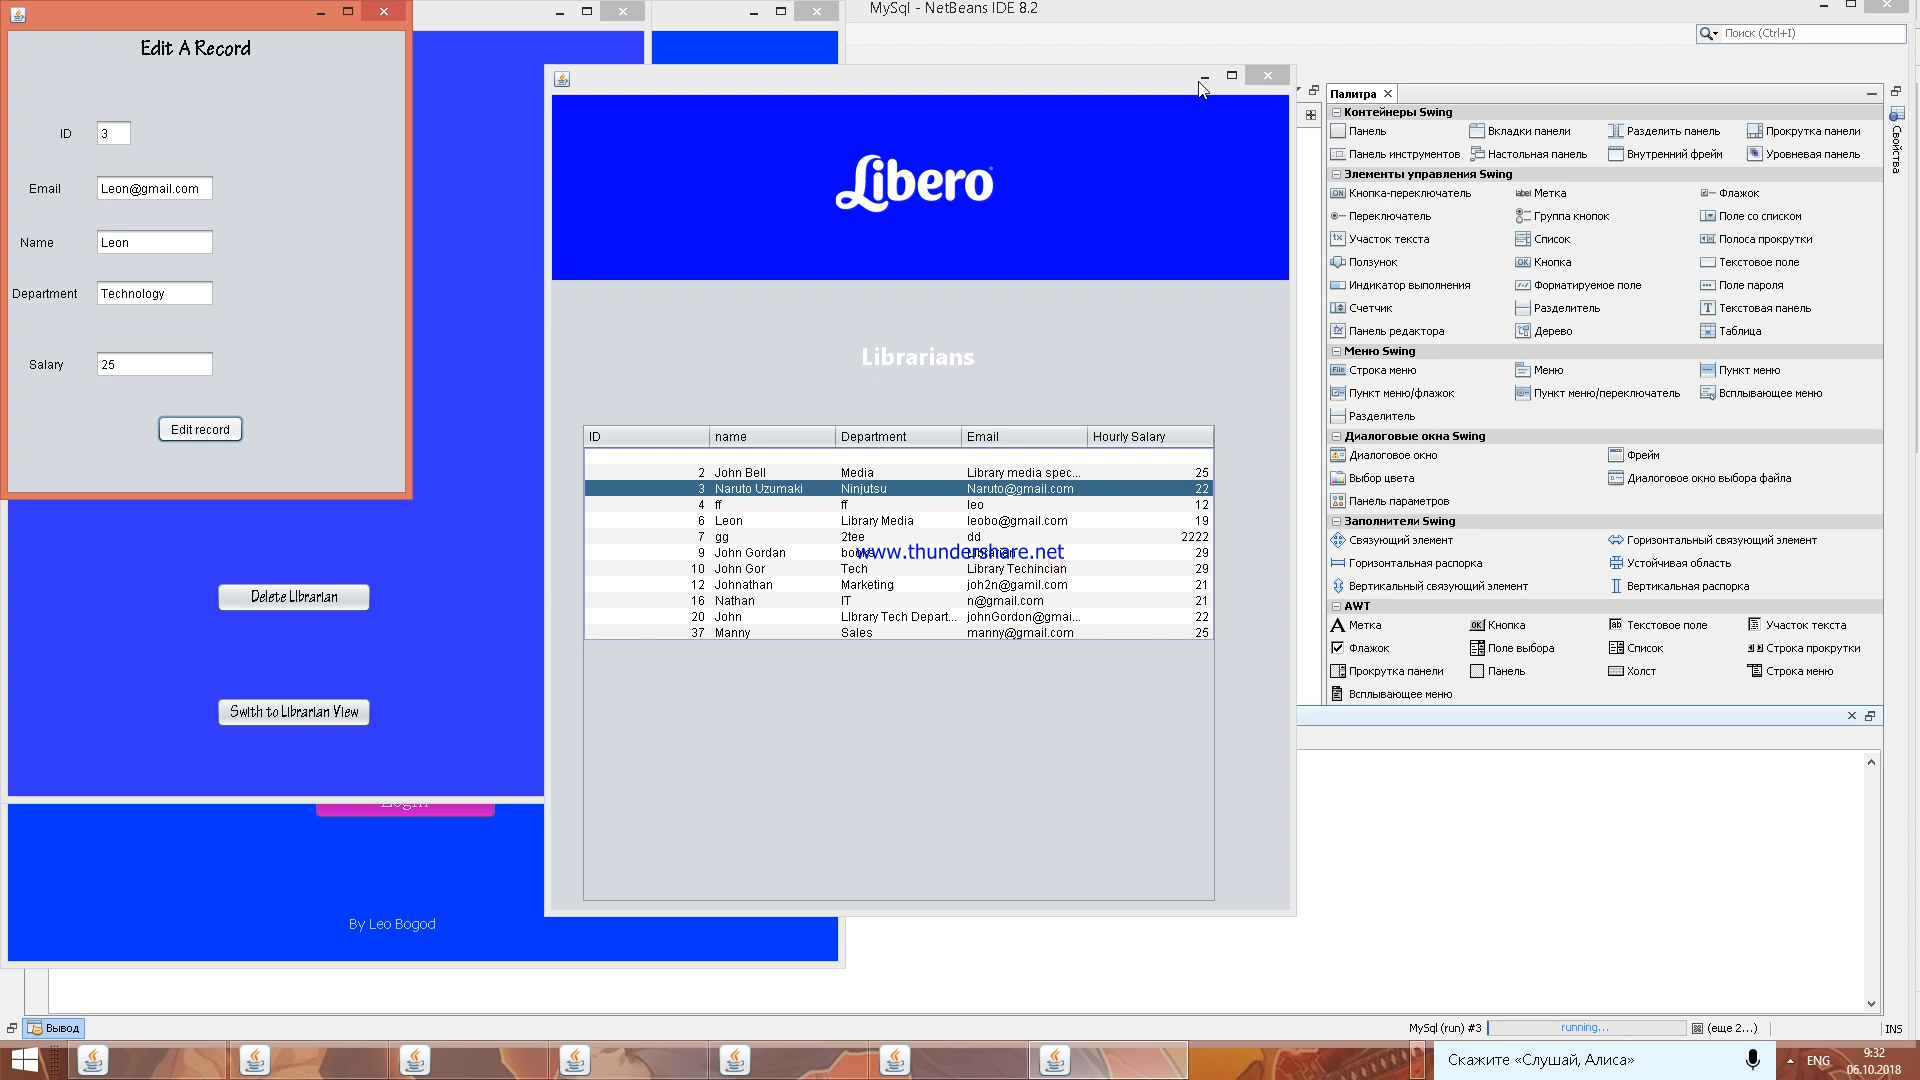 MySql - NetBeans IDE 8.2
Поиск (Ctrl+I)
Edit A Record
ID 3
Email Leon@gmail.com
Name Leon
Department Technology
Salary 25
Edit record
Delete Librarian
Swith to Librarian View
Login
By Leo Bogod
Libero
Librarians
ID name Department Email Hourly Salary
2 John Bell Media Library media spec... 25
3 Naruto Uzumaki Ninjutsu Naruto@gmail.com 22
4 ff ff leo 12
6 Leon Library Media leobo@gmail.com 19
7 gg 2tee dd 2222
9 John Gordan 29
www.thundershare.net
10 John Gor Tech Library Techincian 29
12 Johnathan Marketing joh2n@gamil.com 21
16 Nathan IT n@gmail.com 21
20 John LIbrary Tech Depart... johnGordon@gmai... 22
37 Manny Sales manny@gmail.com 25
Палитра
Свойства
Контейнеры Swing
Панель Вкладки панели Разделить панель Прокрутка панели
Панель инструментов Настольная панель Внутренний фрейм Уровневая панель
Элементы управления Swing
Кнопка-переключатель Метка Флажок
Переключатель Группа кнопок Поле со списком
Участок текста Список Полоса прокрутки
Ползунок Кнопка Текстовое поле
Индикатор выполнения Форматируемое поле Поле пароля
Счетчик Разделитель Текстовая панель
Панель редактора Дерево Таблица
Меню Swing
Строка меню Меню Пункт меню
Пункт меню/флажок Пункт меню/переключатель Всплывающее меню
Разделитель
Диалоговые окна Swing
Диалоговое окно Фрейм
Выбор цвета Диалоговое окно выбора файла
Панель параметров
Заполнители Swing
Связующий элемент Горизонтальный связующий элемент
Горизонтальная распорка Устойчивая область
Вертикальный связующий элемент Вертикальная распорка
AWT
Метка Кнопка Текстовое поле Участок текста
Флажок Поле выбора Список Строка прокрутки
Прокрутка панели Панель Холст Строка меню
Всплывающее меню
Вывод
MySql (run) #3 running... (еще 2...) INS
Скажите «Слушай, Алиса»
ENG
9:32
06.10.2018